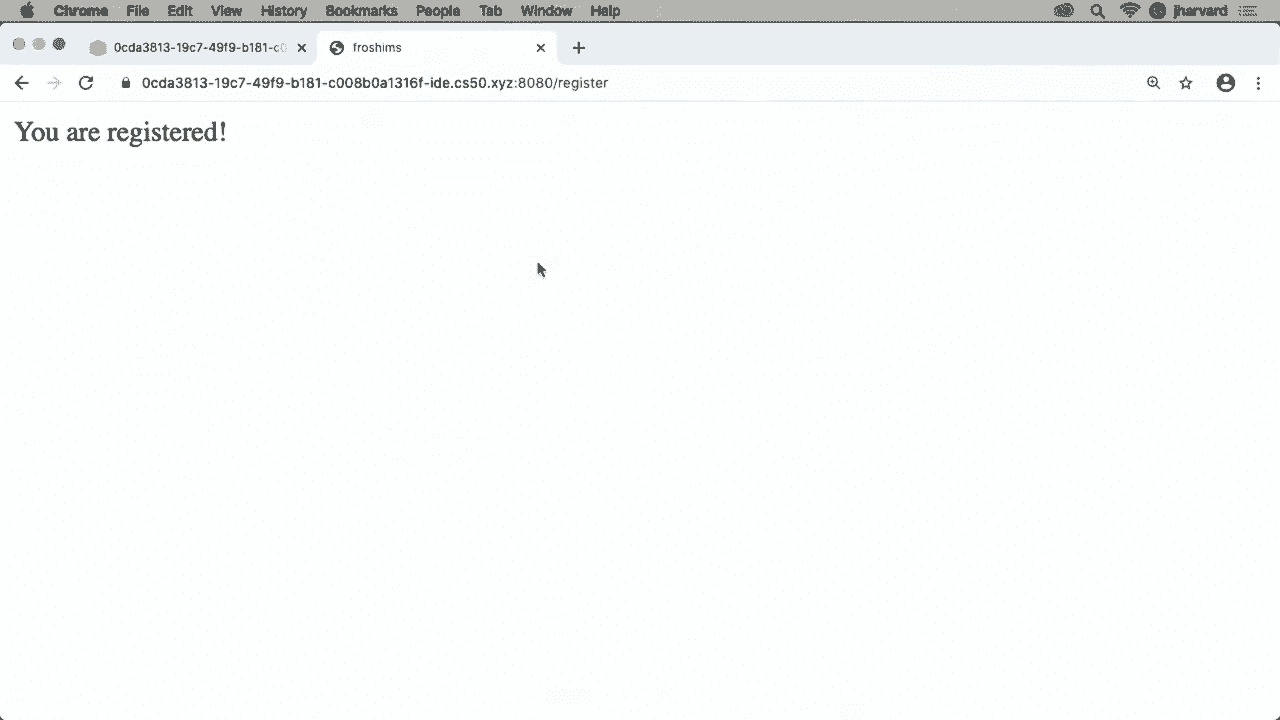 Chrome File Edit View History Bookmarks People Tab Window Help jharvard
0cda3813-19c7-49f9-b181-c0 froshims
0cda3813-19c7-49f9-b181-c008b0a1316f-ide.cs50.xyz:8080/register
You are registered!